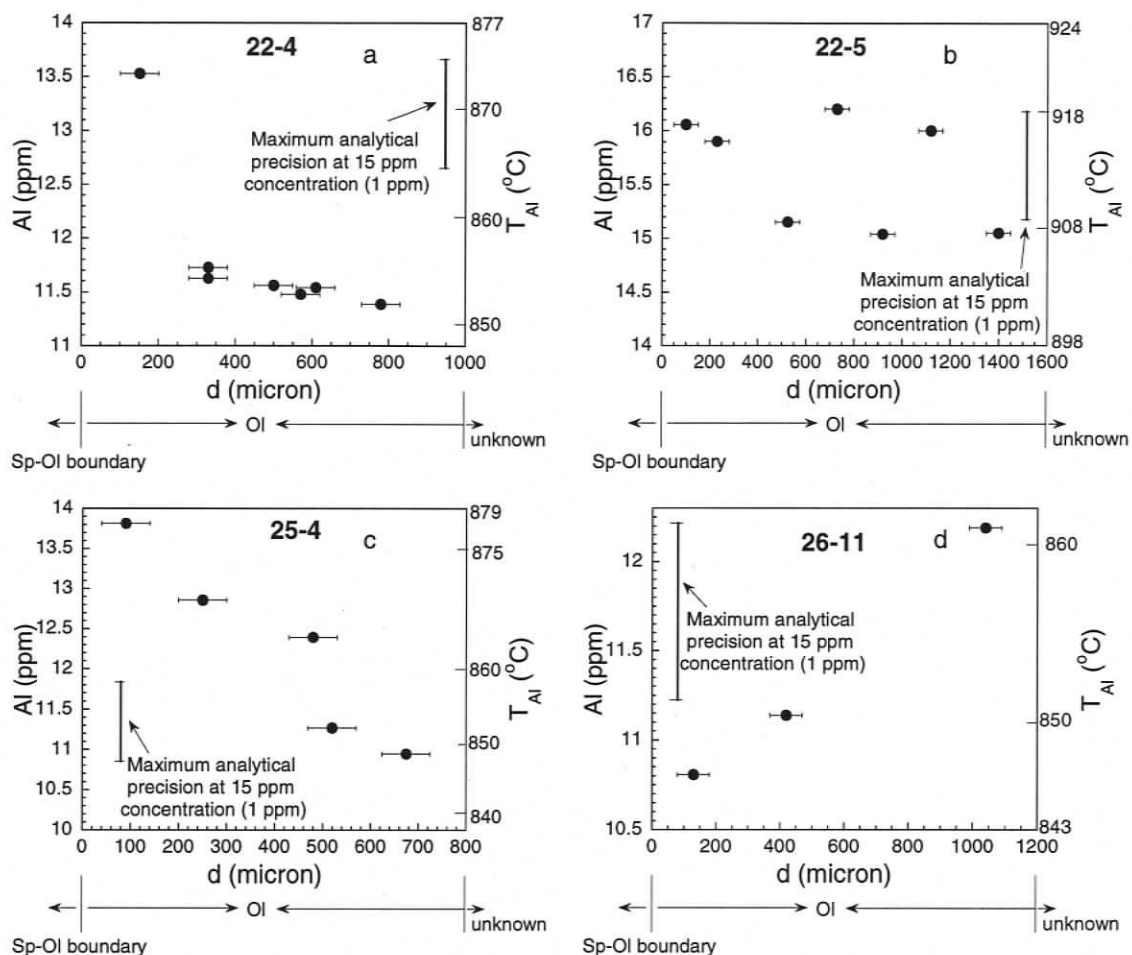 22-4
a
Al (ppm)
14
13.5
13
12.5
12
11.5
11
877
870
860
850
T Al (°C)
Maximum analytical
precision at 15 ppm
concentration (1 ppm)
0 200 400 600 800 1000
d (micron)
Ol
unknown
Sp-Ol boundary
22-5
b
Al (ppm)
17
16.5
16
15.5
15
14.5
14
924
918
908
898
T Al (°C)
Maximum analytical
precision at 15 ppm
concentration (1 ppm)
0 200 400 600 800 1000 1200 1400 1600
d (micron)
Ol
unknown
Sp-Ol boundary
25-4
c
Al (ppm)
14
13.5
13
12.5
12
11.5
11
10.5
10
879
875
860
850
840
T Al (°C)
Maximum analytical
precision at 15 ppm
concentration (1 ppm)
0 100 200 300 400 500 600 700 800
d (micron)
Ol
unknown
Sp-Ol boundary
26-11
d
Al (ppm)
12
11.5
11
10.5
860
850
843
T Al (°C)
Maximum analytical
precision at 15 ppm
concentration (1 ppm)
0 200 400 600 800 1000 1200
d (micron)
Ol
unknown
Sp-Ol boundary